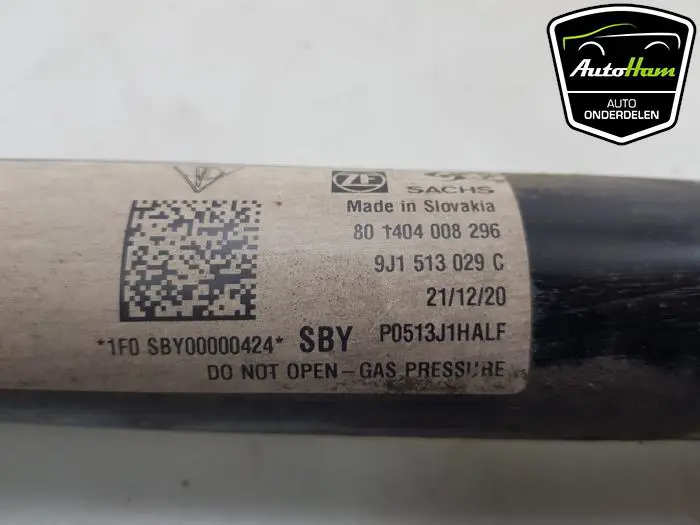 AutoHam
AUTO
ONDERDELEN
ZF
SACHS
Made in Slovakia
80 1404 008 296
9J1 513 029 C
21/12/20
*1F0 SBY00000424* SBY P0513J1HALF
DO NOT OPEN - GAS PRESSURE